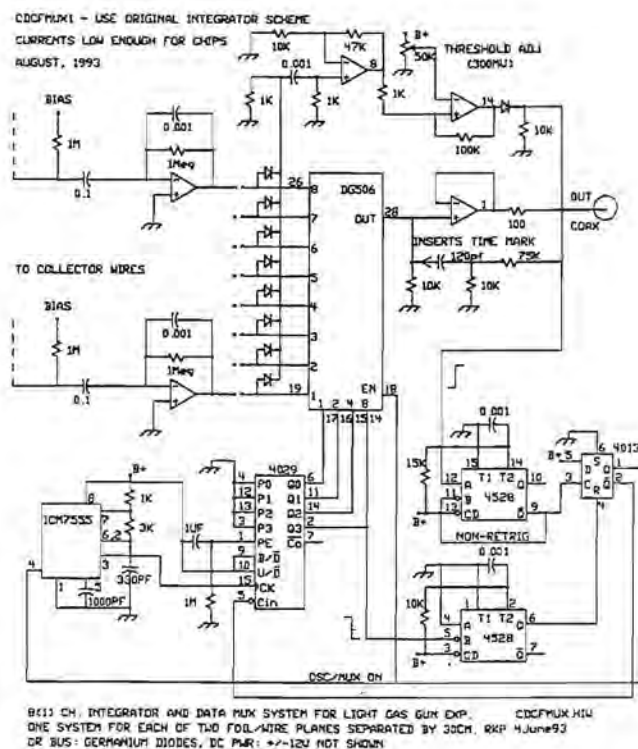 CDCFMUX1 - USE ORIGINAL INTEGRATOR SCHEME
CURRENTS LOW ENOUGH FOR CHIPS
AUGUST, 1993
10K
47K
B+
50K
THRESHOLD ADJ
(300MV)
0.001
8
1K
1K
1K
14
100K
10K
BIAS
1M
0.1
0.001
1Meg
26
8
7
6
5
4
3
2
19
1
DG506
OUT
28
EN
18
1 2 4 8
17 16 15 14
1
100
OUT
COAX
INSERTS TIME MARK
120pf
75K
10K
10K
TO COLLECTOR WIRES
BIAS
1M
0.1
0.001
1Meg
B+
1K
3K
ICM7555
8
7
6,2
3
4
1
5
330PF
1000PF
1UF
1M
4029
4 P0 Q0 6
12 P1 Q1 11
13 P2 Q2 14
3 P3 Q3 2
1 PE Co 7
9 B/D
10 U/D
15 CK
5 Cin
0.001
15K
15 14
T1 T2
12 A Q 10
11 B 4528
13 CD Q 9
B+
NON-RETRIG
0.001
10K
1 2
T1 T2
4 A Q 6
5 B 4528
3 CD Q 7
B+
4013
6
B+ 5 D S Q 1
3 C R Q 2
4
OSC/MUX ON
8(1) CH. INTEGRATOR AND DATA MUX SYSTEM FOR LIGHT GAS GUN EXP. CDCFMUX.HIW
ONE SYSTEM FOR EACH OF TWO FOIL/WIRE PLANES SEPARATED BY 30CM. RKP 4June93
OR BUS: GERMANIUM DIODES, DC PWR: +/-12V NOT SHOWN